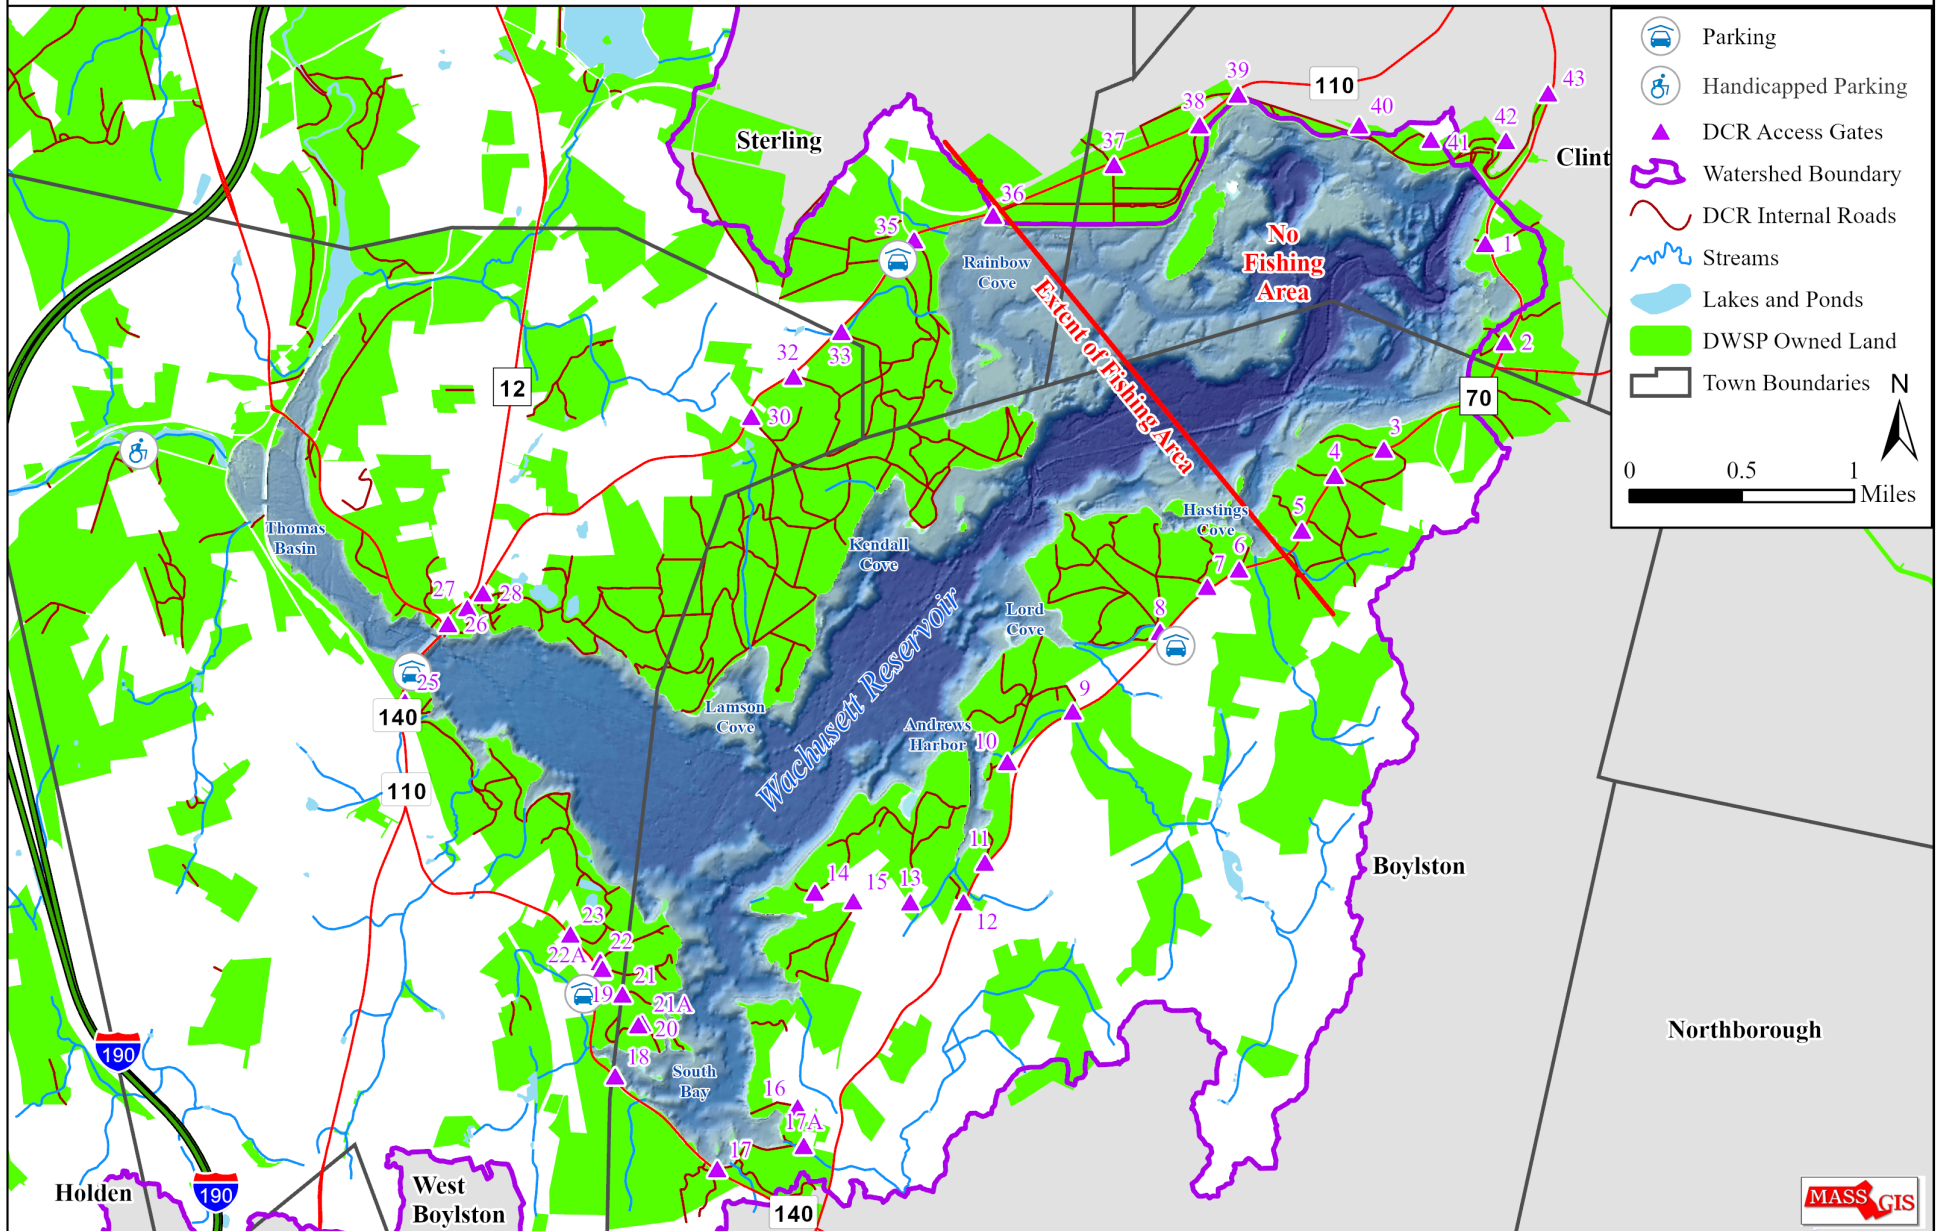 Parking
Handicapped Parking
DCR Access Gates
Watershed Boundary
DCR Internal Roads
Streams
Lakes and Ponds
DWSP Owned Land
Town Boundaries
N
0 0.5 1
Miles
39
110
43
38
40
42
41
Sterling
37
Clint
36
35
1
No
Fishing
Area
Rainbow
Cove
Extent of Fishing Area
2
33
32
12
70
30
3
4
5
Hastings
Cove
6
7
Thomas
Basin
Kendall
Cove
27
28
26
Lord
Cove
8
25
9
140
Lamson
Cove
Wachusett Reservoir
Andrews
Harbor
10
110
11
14
15
13
12
Boylston
23
22
22A
21
19
21A
20
18
South
Bay
16
17A
17
190
Northborough
190
Holden
West
Boylston
140
MASS
GIS